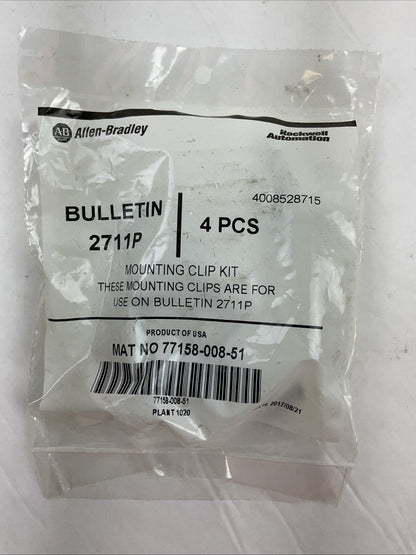 AB Allen-Bradley
Rockwell
Automation
4008528715
BULLETIN
2711P
4 PCS
MOUNTING CLIP KIT
THESE MOUNTING CLIPS ARE FOR
USE ON BULLETIN 2711P
PRODUCT OF USA
MAT NO 77158-008-51
77158-008-51
PLANT 1020
2017/08/21